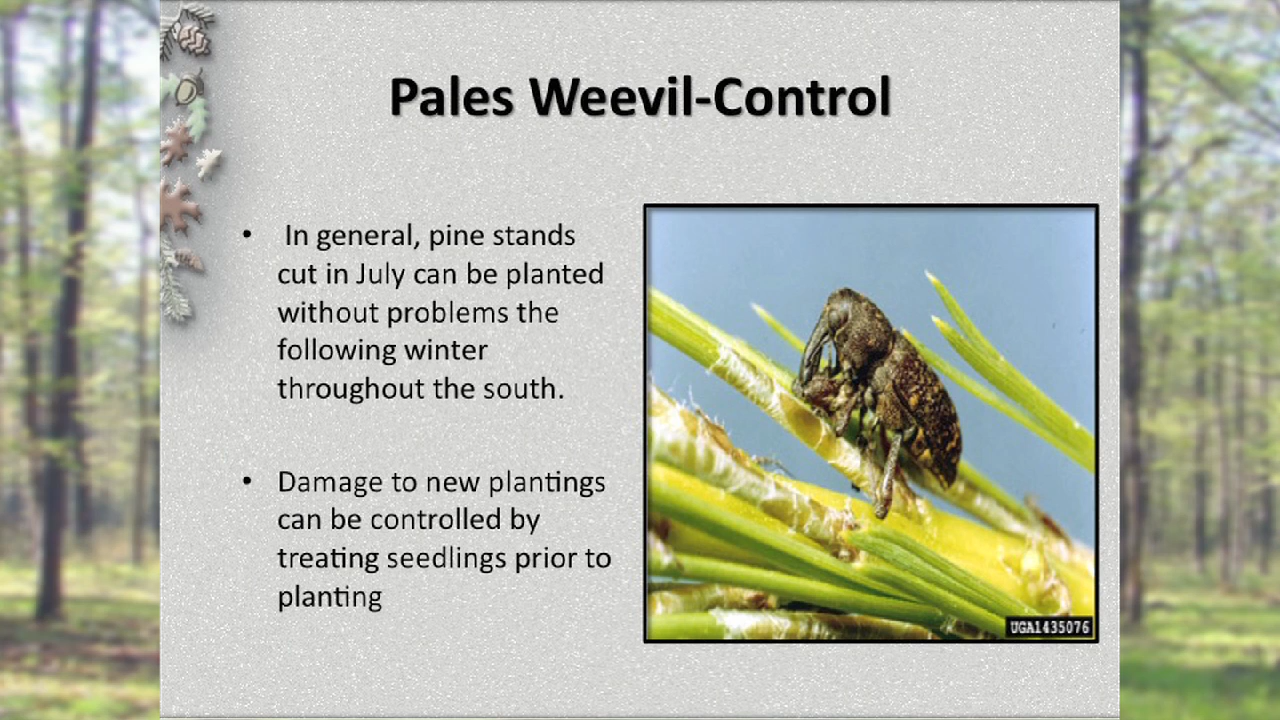 Pales Weevil-Control
• In general, pine stands
cut in July can be planted
without problems the
following winter
throughout the south.
• Damage to new plantings
can be controlled by
treating seedlings prior to
planting
UGA1435076